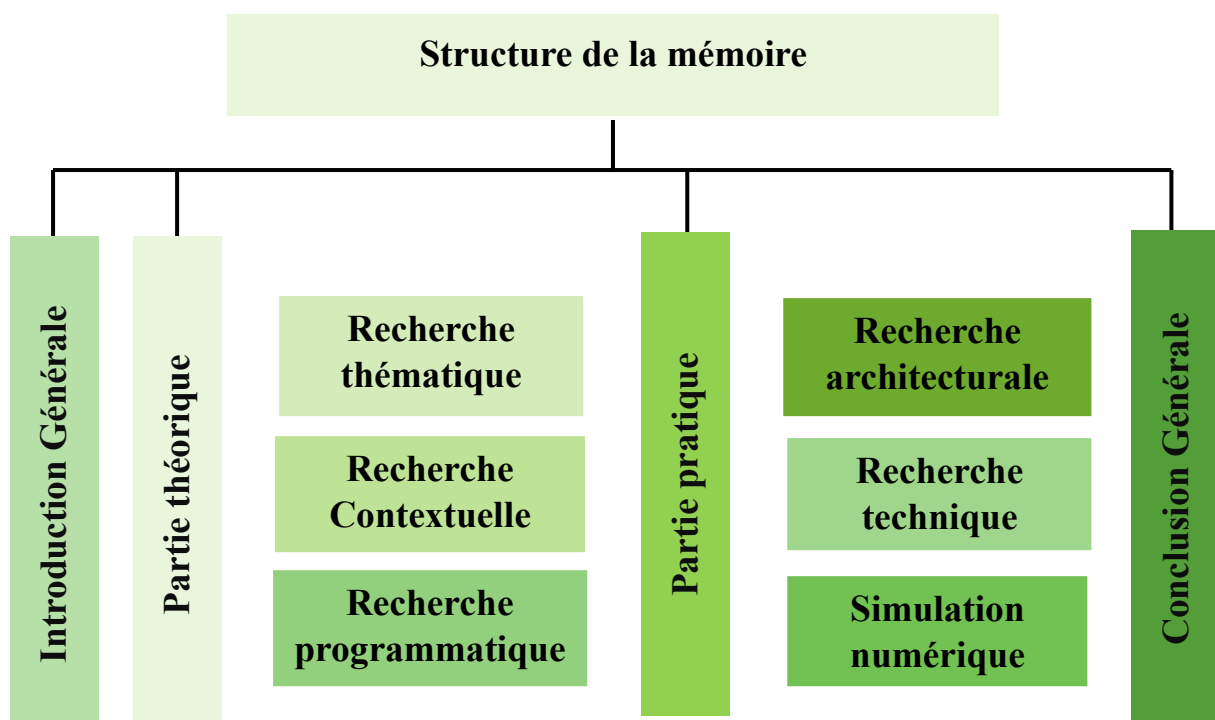 Structure de la mémoire
Introduction Générale
Partie théorique
Recherche
thématique
Recherche
Contextuelle
Recherche
programmatique
Partie pratique
Recherche
architecturale
Recherche
technique
Simulation
numérique
Conclusion Générale